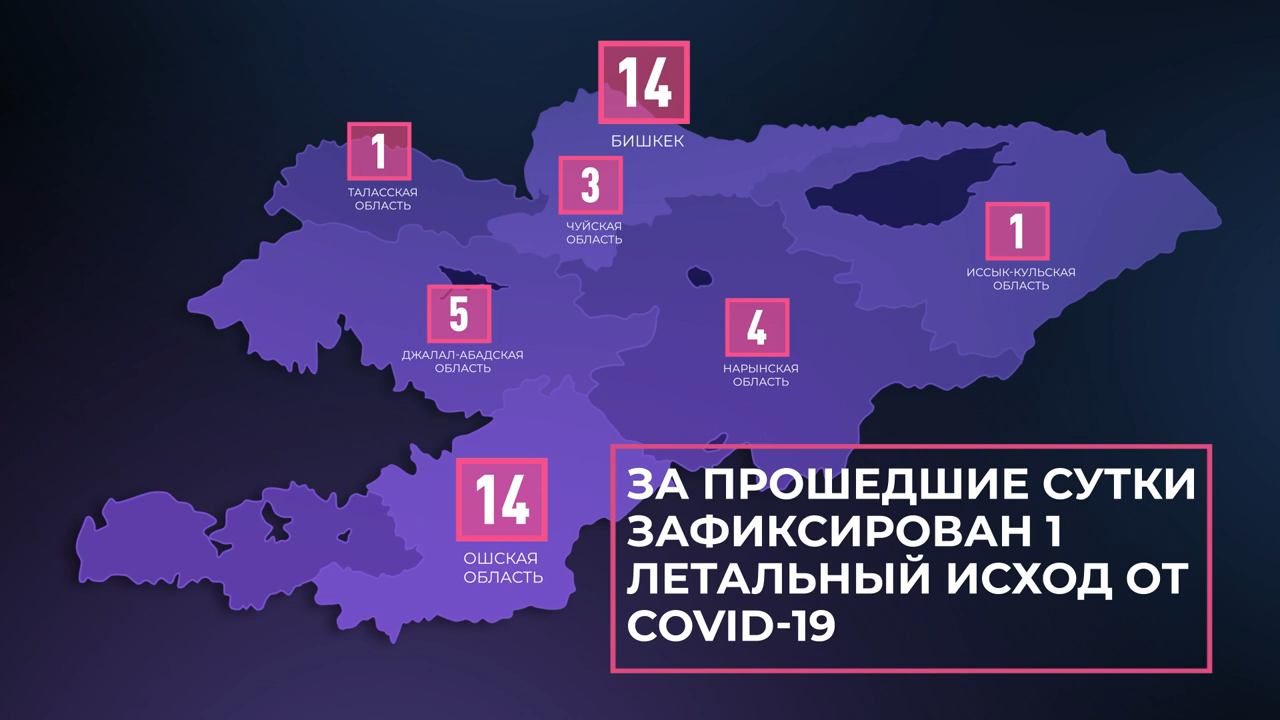 14
БИШКЕК
1
ТАЛАССКАЯ
ОБЛАСТЬ
3
ЧУЙСКАЯ
ОБЛАСТЬ
1
ИССЫК-КУЛЬСКАЯ
ОБЛАСТЬ
5
ДЖАЛАЛ-АБАДСКАЯ
ОБЛАСТЬ
4
НАРЫНСКАЯ
ОБЛАСТЬ
14
ОШСКАЯ
ОБЛАСТЬ
ЗА ПРОШЕДШИЕ СУТКИ
ЗАФИКСИРОВАН 1
ЛЕТАЛЬНЫЙ ИСХОД ОТ
COVID-19